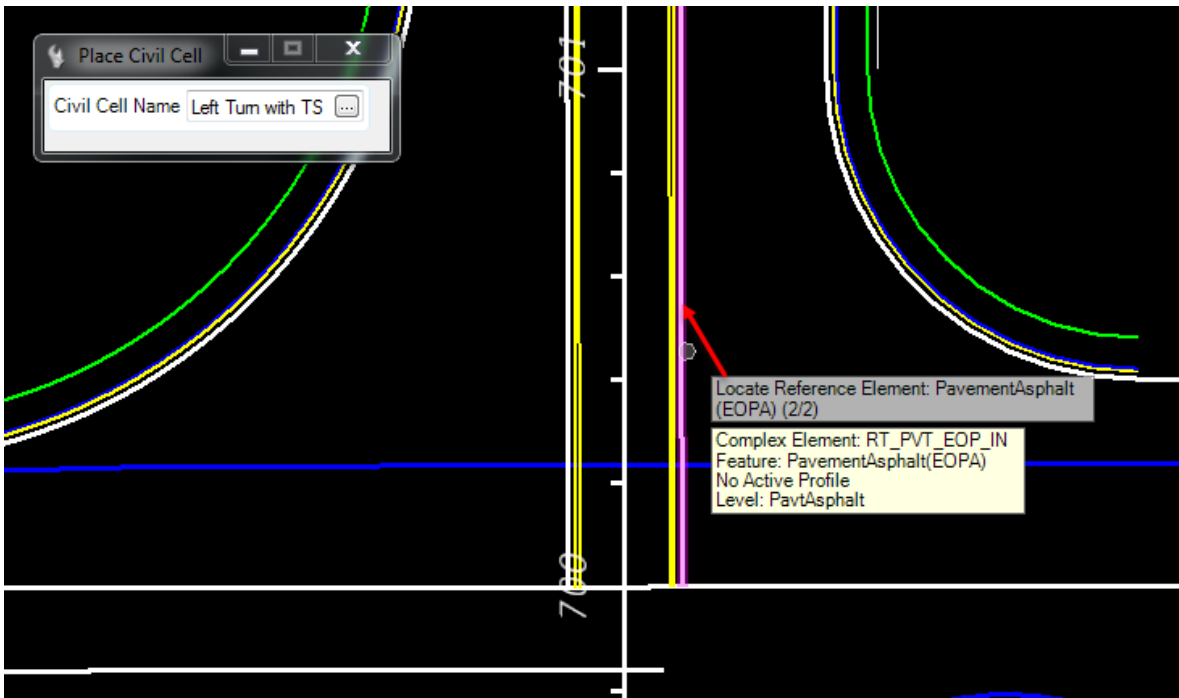 Place Civil Cell
Civil Cell Name Left Turn with TS ...
701
Locate Reference Element: PavementAsphalt
(EOPA) (2/2)
Complex Element: RT_PVT_EOP_IN
Feature: PavementAsphalt(EOPA)
No Active Profile
Level: PavtAsphalt
700